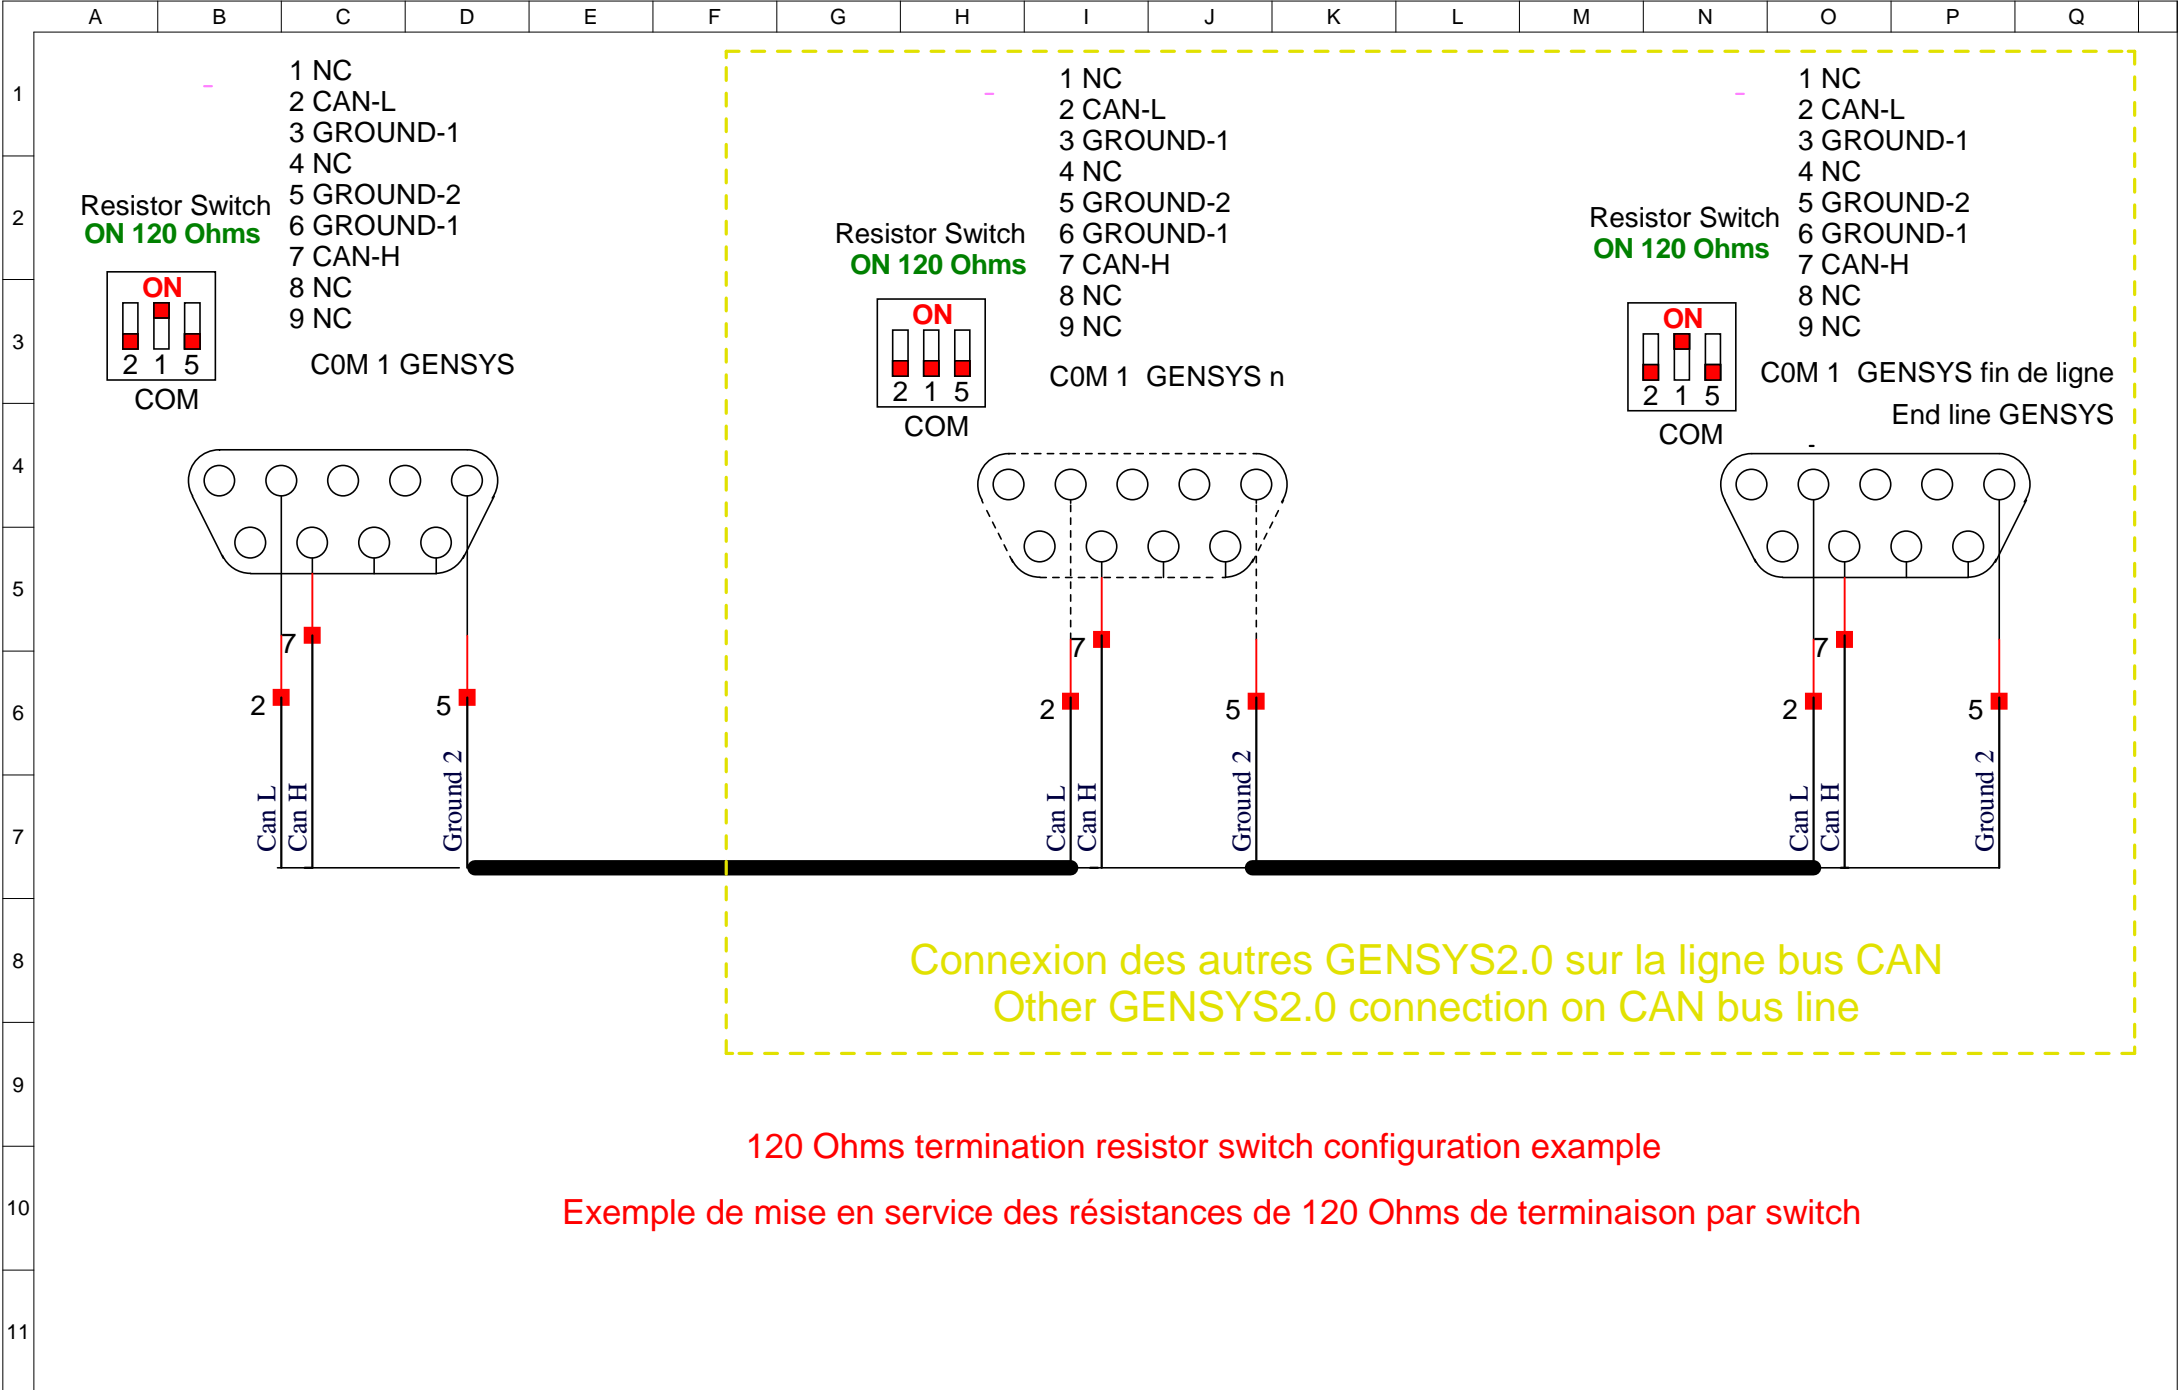 A B C D E F G H I J K L M N O P Q
1
2
3
4
5
6
7
8
9
10
11
1 NC
2 CAN-L
3 GROUND-1
4 NC
5 GROUND-2
6 GROUND-1
7 CAN-H
8 NC
9 NC
C0M 1 GENSYS
Resistor Switch
ON 120 Ohms
ON
2 1 5
COM
7
2
5
Can L
Can H
Ground 2
1 NC
2 CAN-L
3 GROUND-1
4 NC
5 GROUND-2
6 GROUND-1
7 CAN-H
8 NC
9 NC
C0M 1 GENSYS n
Resistor Switch
ON 120 Ohms
ON
2 1 5
COM
7
2
5
Can L
Can H
Ground 2
1 NC
2 CAN-L
3 GROUND-1
4 NC
5 GROUND-2
6 GROUND-1
7 CAN-H
8 NC
9 NC
C0M 1 GENSYS fin de ligne
End line GENSYS
Resistor Switch
ON 120 Ohms
ON
2 1 5
COM
7
2
5
Can L
Can H
Ground 2
Connexion des autres GENSYS2.0 sur la ligne bus CAN
Other GENSYS2.0 connection on CAN bus line
120 Ohms termination resistor switch configuration example
Exemple de mise en service des résistances de 120 Ohms de terminaison par switch